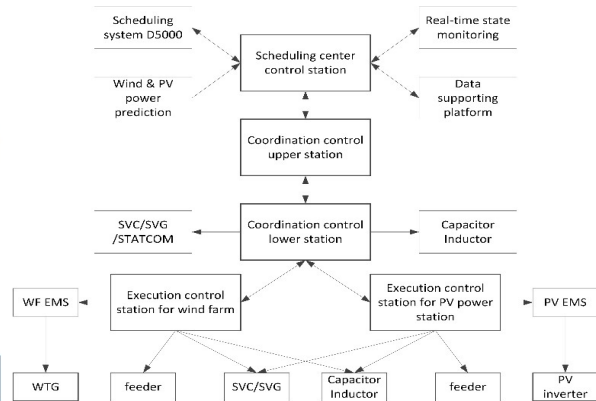 Scheduling
system D5000
Real-time state
monitoring
Scheduling center
control station
Wind & PV
power
prediction
Data
supporting
platform
Coordination control
upper station
SVC/SVG
/STATCOM
Coordination control
lower station
Capacitor
Inductor
WF EMS
Execution control
station for wind farm
Execution control
station for PV power
station
PV EMS
WTG
feeder
SVC/SVG
Capacitor
Inductor
feeder
PV
inverter